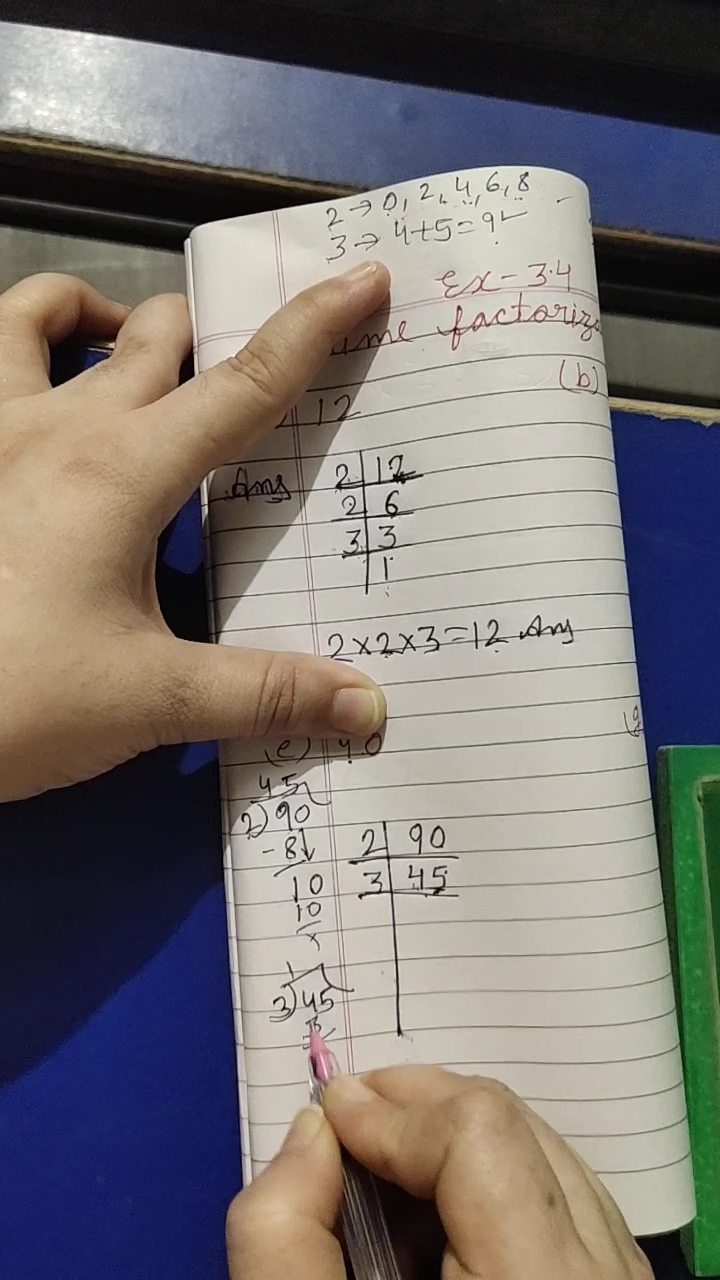 2 → 0, 2, 4, 6, 8
3 → 4+5=9
Ex - 3.4
(b)
12
Ans
2 | 12
2 | 6
3 | 3
1
2×2×3=12 Ans
(e) 90
45
2)90
-8↓
10
10
x
2 | 90
3 | 45
1
3)45
3